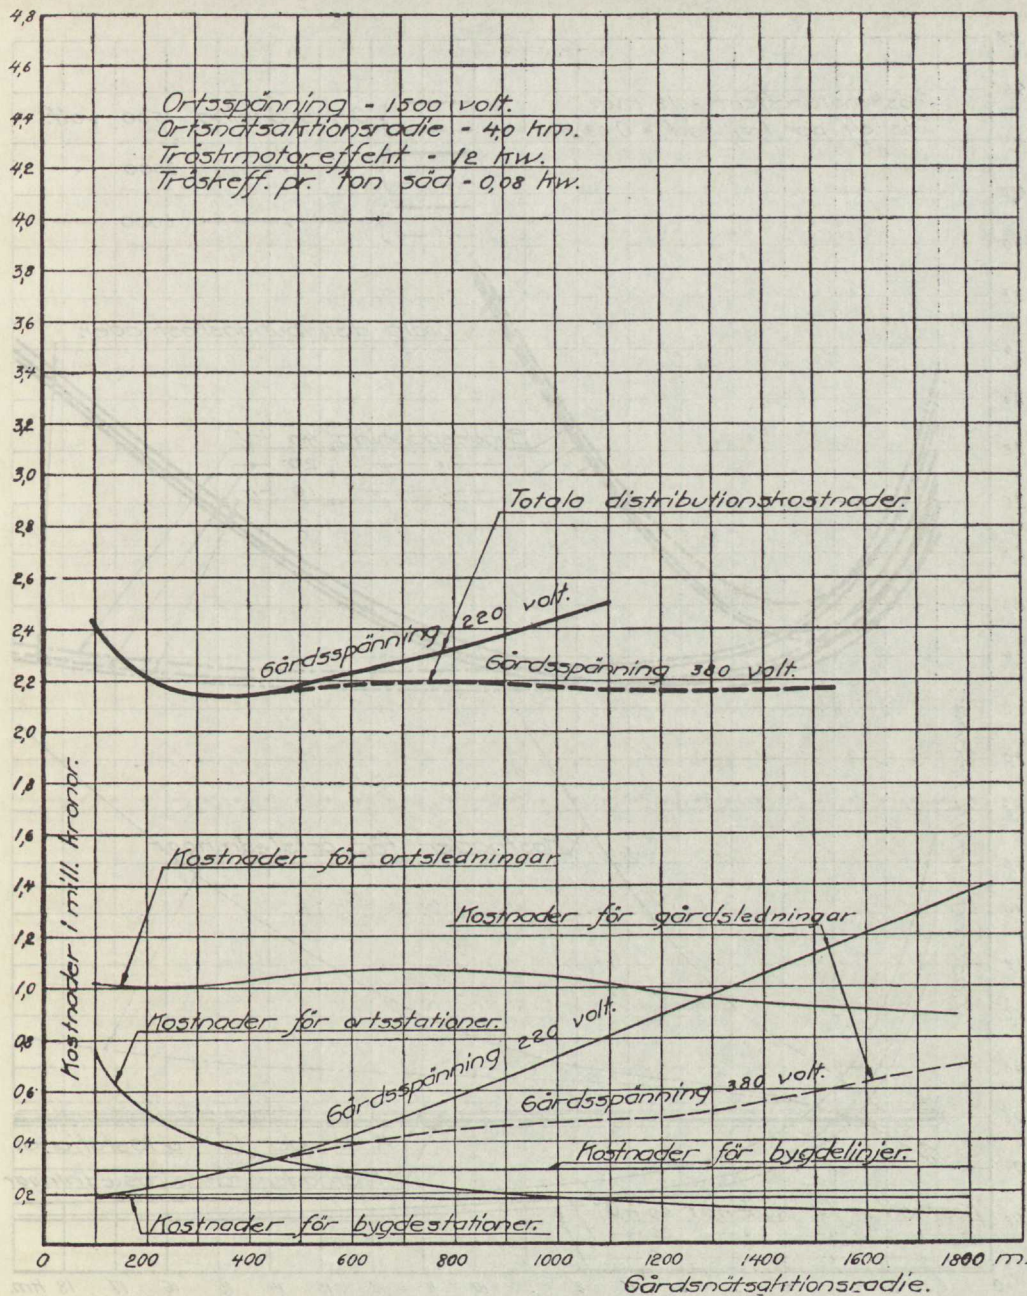 4,8
4,6
4,4
4,2
4,0
3,8
3,6
3,4
3,2
3,0
2,8
2,6
2,4
2,2
2,0
1,8
1,6
1,4
1,2
1,0
0,8
0,6
0,4
0,2
Ortsspänning - 1500 volt.
Ortsnätsaktionsradie - 4,0 km.
Tröskmotoreffekt - 12 kw.
Tröskeff. pr. ton säd - 0,08 kw.
Totala distributionskostnader.
Gårdsspänning 220 volt.
Gårdsspänning 380 volt.
Kostnader i mill. kronor.
Kostnader för ortsledningar
Kostnader för gårdsledningar
Kostnader för ortsstationer.
Gårdsspänning 220 volt.
Gårdsspänning 380 volt.
Kostnader för bygdelinjer.
Kostnader för bygdestationer.
0 200 400 600 800 1000 1200 1400 1600 1800 m.
Gårdsnätsaktionsradie.